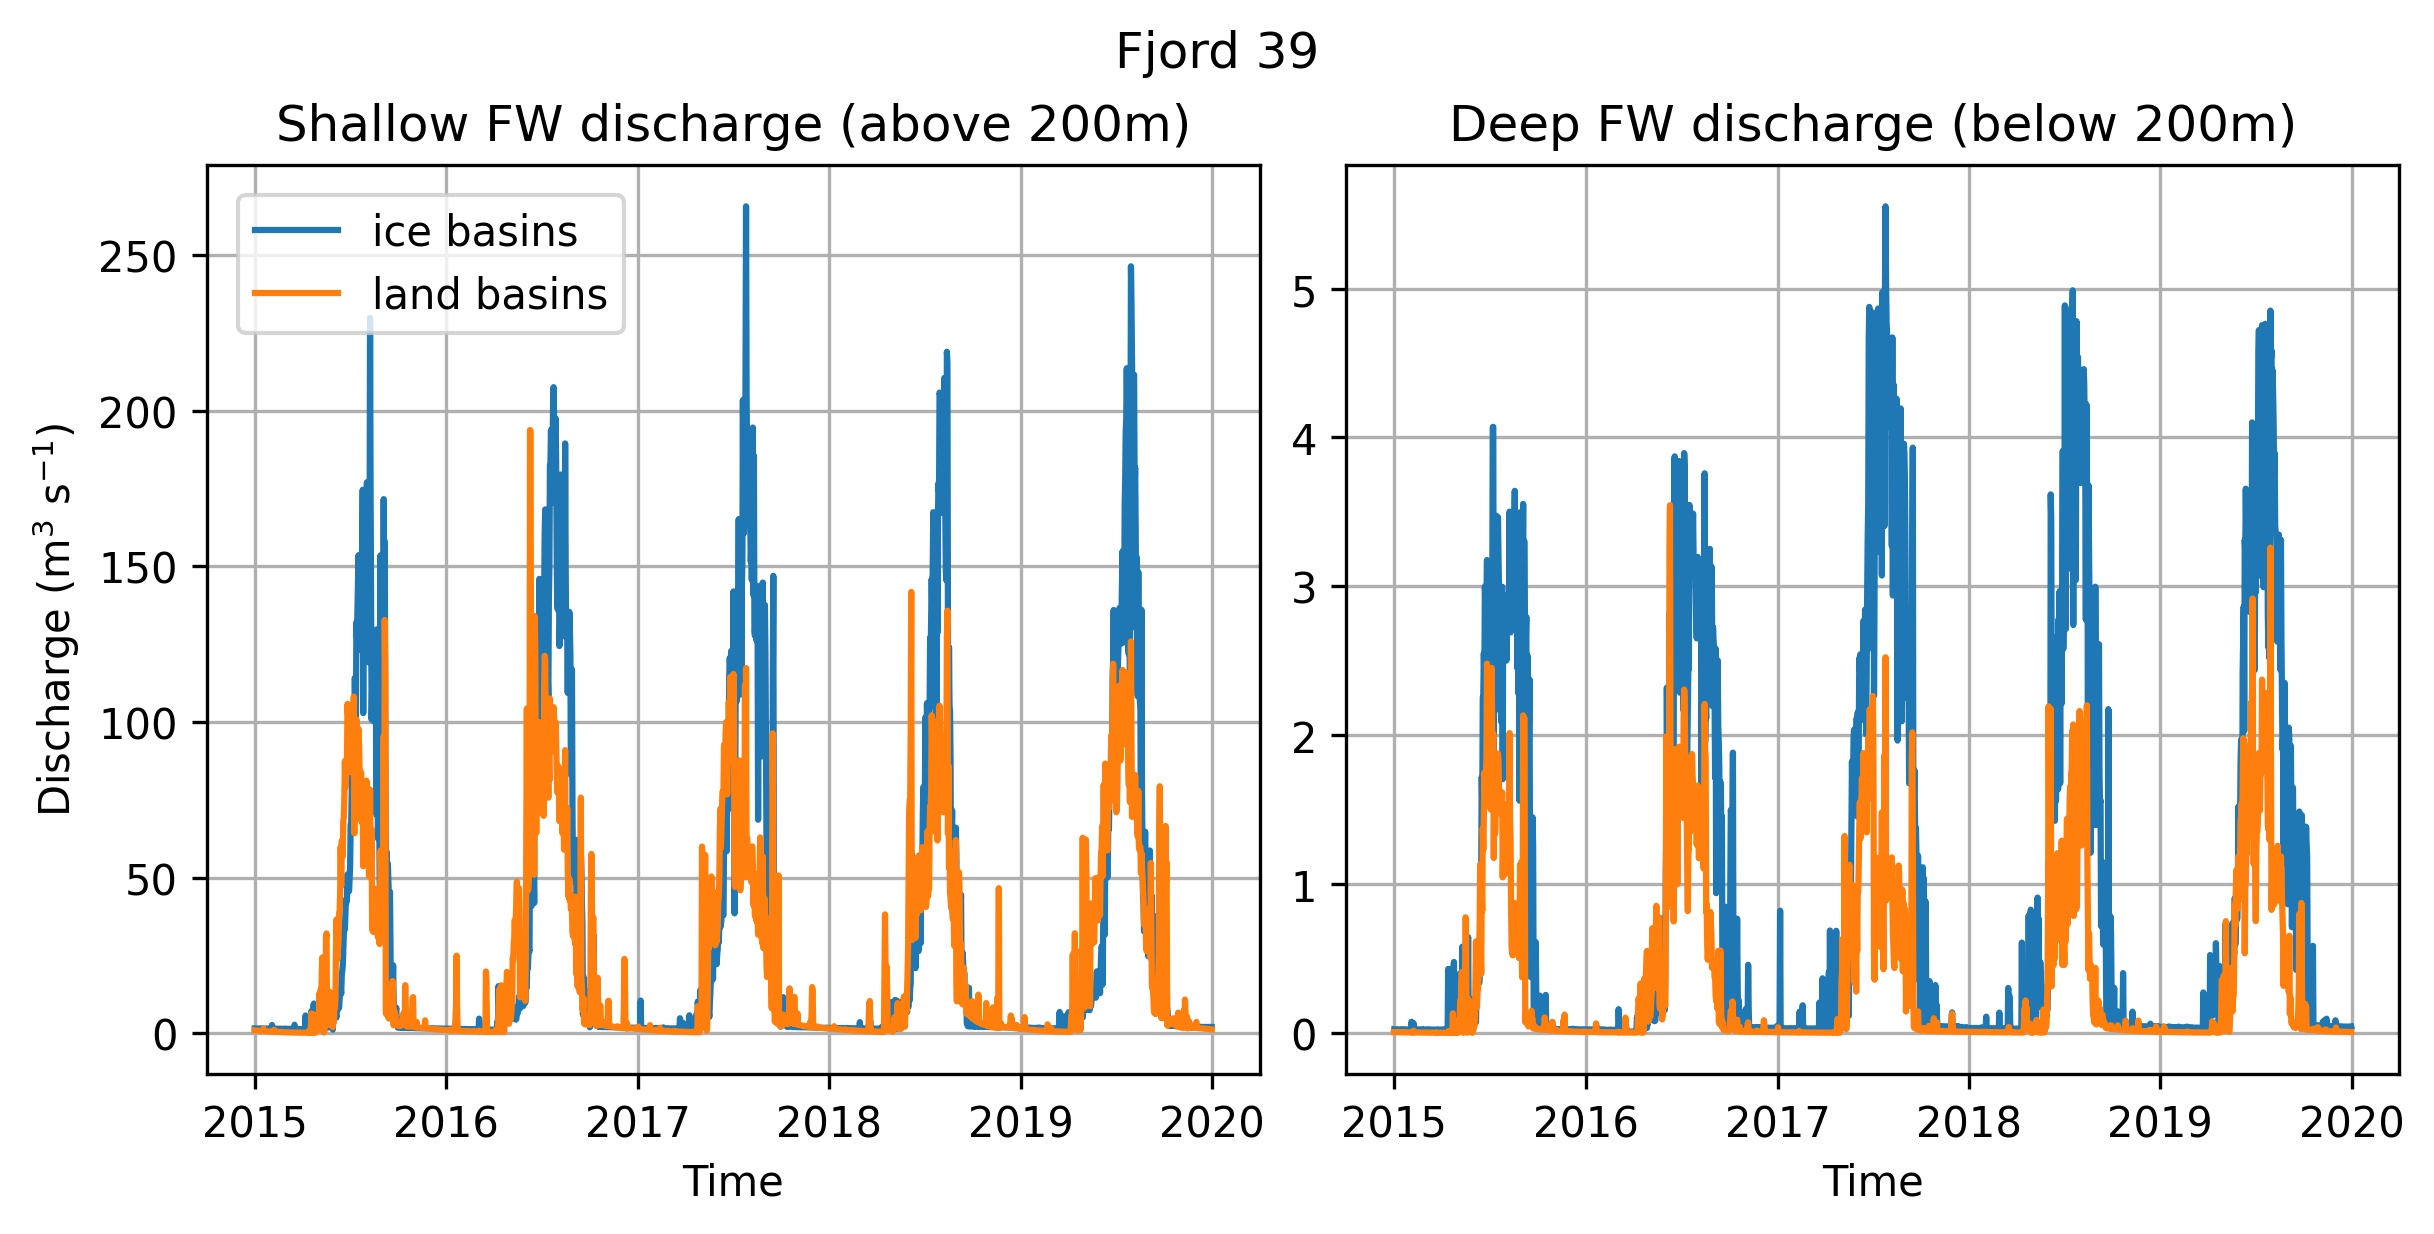 Fjord 39
Shallow FW discharge (above 200m)
Deep FW discharge (below 200m)
ice basins
land basins
Discharge (m³ s⁻¹)
250
200
150
100
50
0
2015 2016 2017 2018 2019 2020
Time
5
4
3
2
1
0
2015 2016 2017 2018 2019 2020
Time